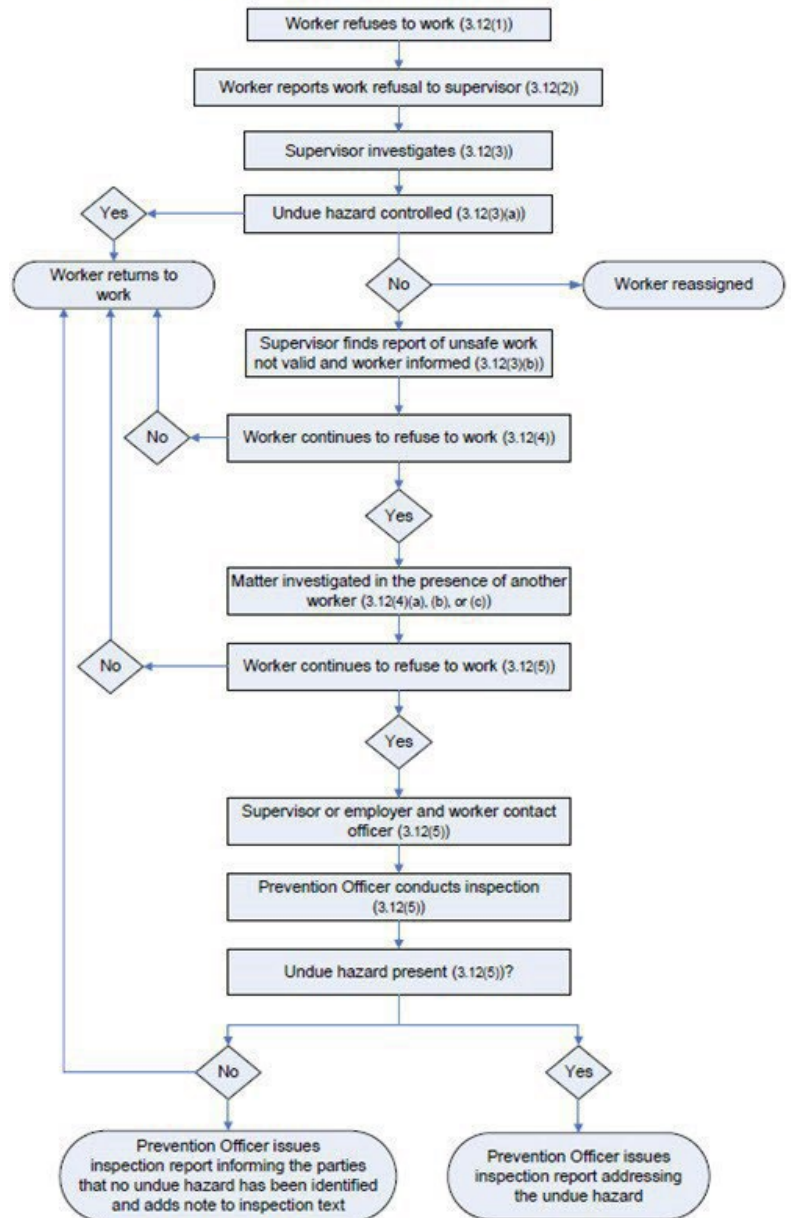 Worker refuses to work (3.12(1))
Worker reports work refusal to supervisor (3.12(2))
Supervisor investigates (3.12(3))
Yes
Undue hazard controlled (3.12(3)(a))
Worker returns to
work
No
Worker reassigned
Supervisor finds report of unsafe work
not valid and worker informed (3.12(3)(b))
No
Worker continues to refuse to work (3.12(4))
Yes
Matter investigated in the presence of another
worker (3.12(4)(a), (b), or (c))
No
Worker continues to refuse to work (3.12(5))
Yes
Supervisor or employer and worker contact
officer (3.12(5))
Prevention Officer conducts inspection
(3.12(5))
Undue hazard present (3.12(5))?
No
Yes
Prevention Officer issues
inspection report informing the parties
that no undue hazard has been identified
and adds note to inspection text
Prevention Officer issues
inspection report addressing
the undue hazard